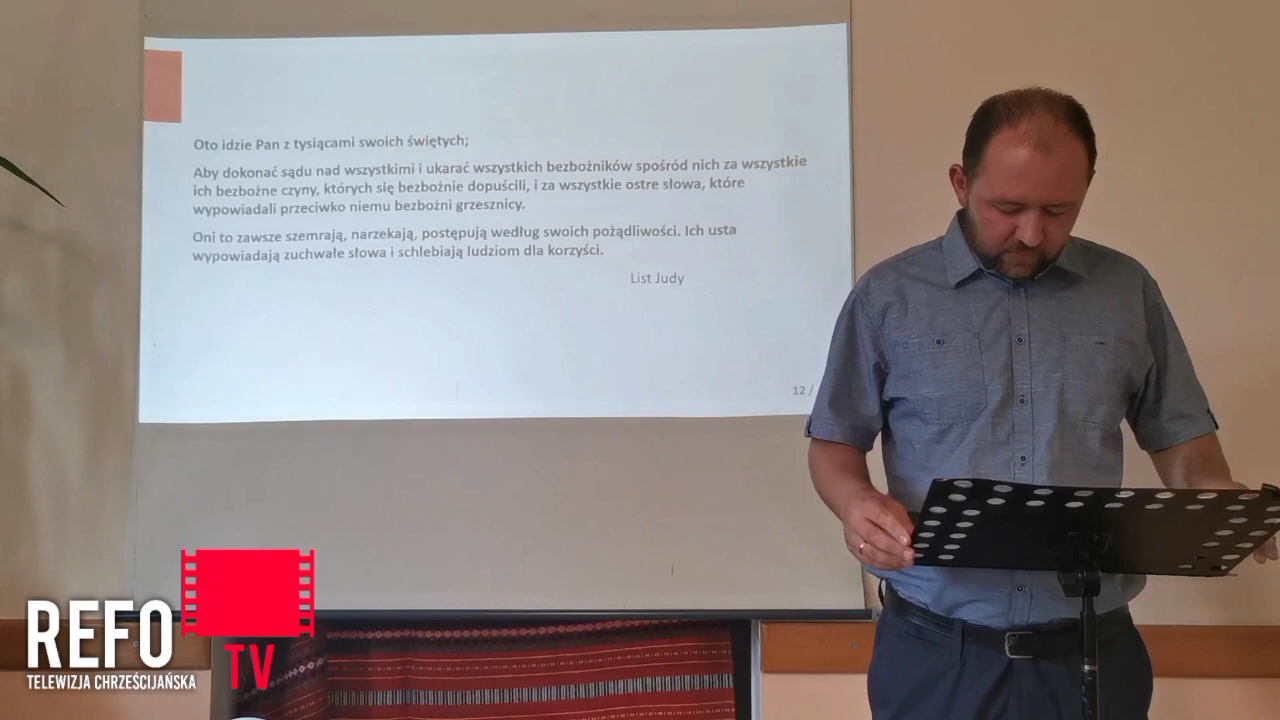 Oto idzie Pan z tysiącami swoich świętych;
Aby dokonać sądu nad wszystkimi i ukarać wszystkich bezbożników spośród nich za wszystkie
ich bezbożne czyny, których się bezbożnie dopuścili, i za wszystkie ostre słowa, które
wypowiadali przeciwko niemu bezbożni grzesznicy.
Oni to zawsze szemrają, narzekają, postępują według swoich pożądliwości. Ich usta
wypowiadają zuchwałe słowa i schlebiają ludziom dla korzyści.
List Judy
12 /
REFO
TV
TELEWIZJA CHRZEŚCIJAŃSKA